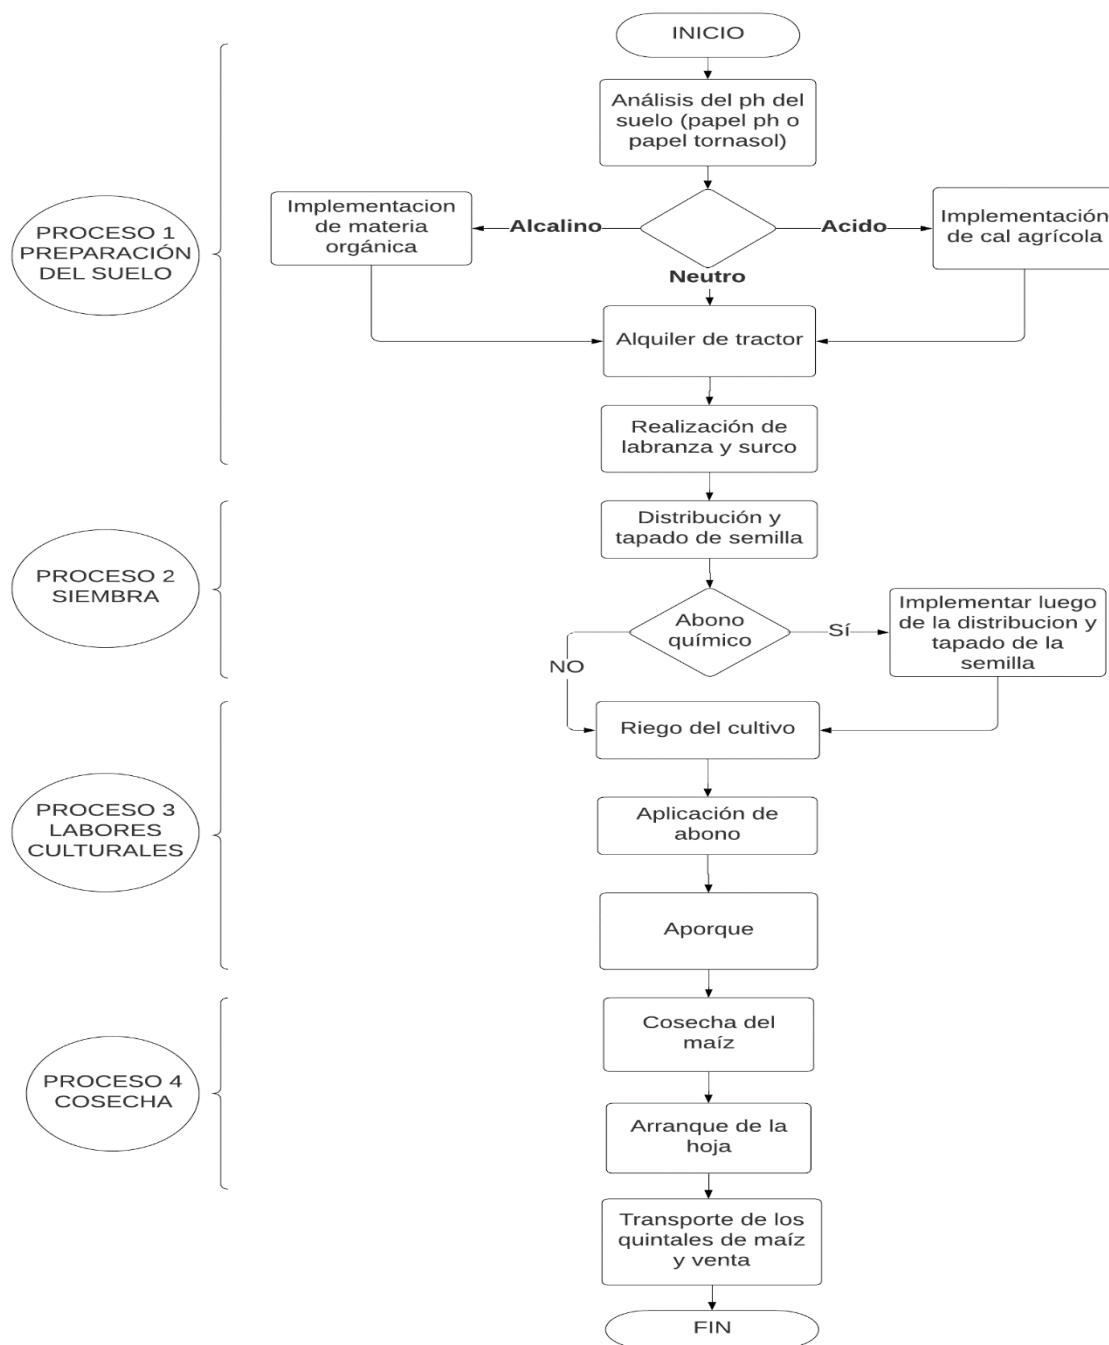 INICIO
Análisis del ph del
suelo (papel ph o
papel tornasol)
PROCESO 1
PREPARACIÓN
DEL SUELO
Implementacion
de materia
orgánica
Alcalino
Acido
Implementación
de cal agrícola
Neutro
Alquiler de tractor
Realización de
labranza y surco
PROCESO 2
SIEMBRA
Distribución y
tapado de semilla
Abono
químico
Sí
Implementar luego
de la distribucion y
tapado de la
semilla
NO
PROCESO 3
LABORES
CULTURALES
Riego del cultivo
Aplicación de
abono
Aporque
PROCESO 4
COSECHA
Cosecha del
maíz
Arranque de la
hoja
Transporte de los
quintales de maíz
y venta
FIN